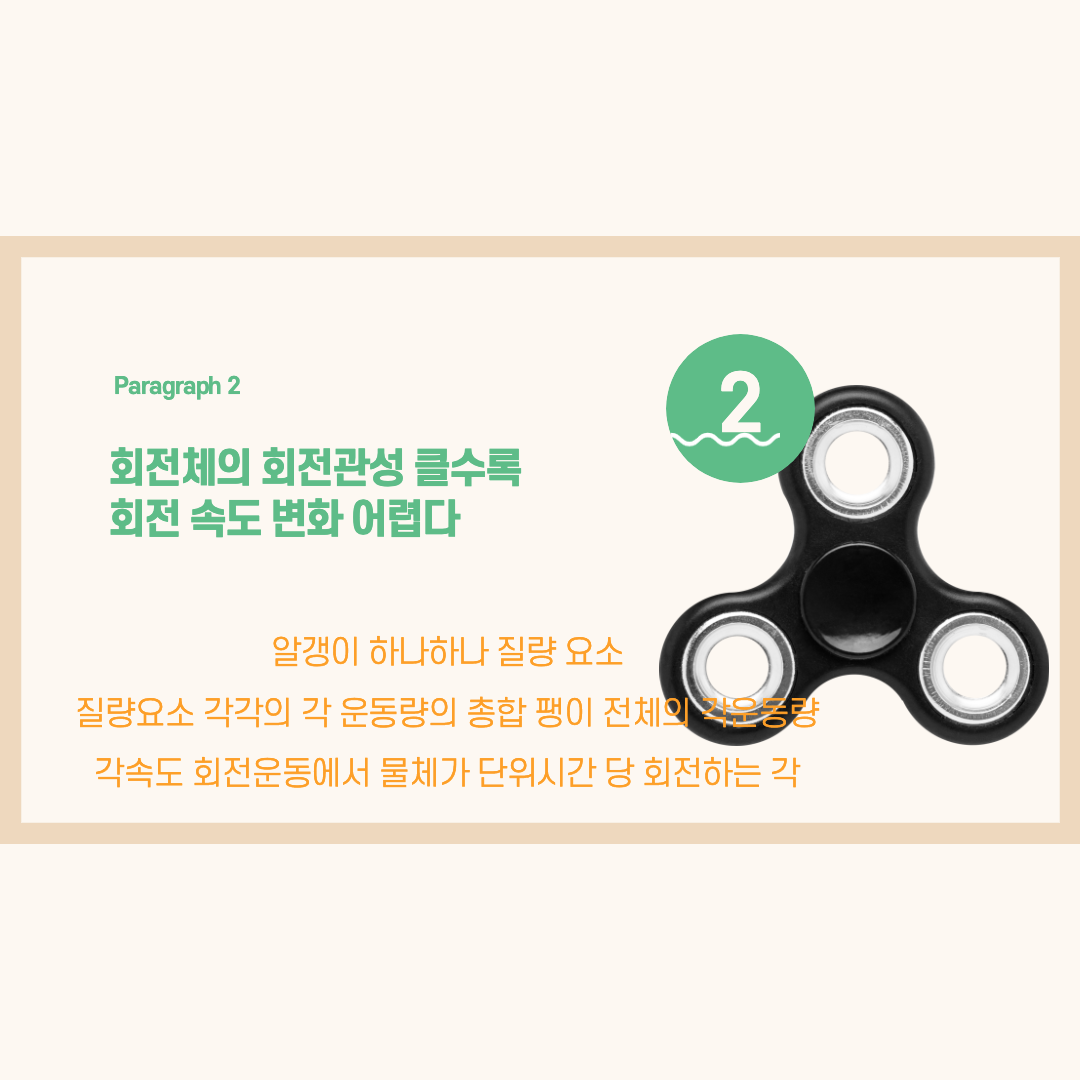 Paragraph 2
2
회전체의 회전관성 클수록
회전 속도 변화 어렵다
알갱이 하나하나 질량 요소
질량요소 각각의 각 운동량의 총합 팽이 전체의 각운동량
각속도 회전운동에서 물체가 단위시간 당 회전하는 각